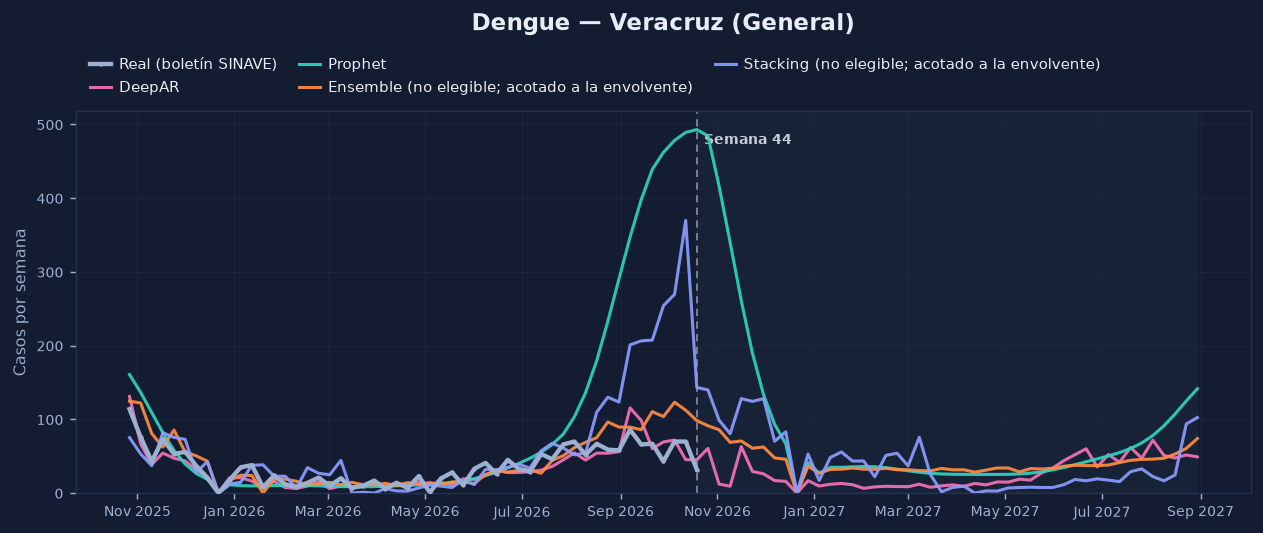 Dengue — Veracruz (General)
Real (boletín SINAVE)
Prophet
Stacking (no elegible; acotado a la envolvente)
DeepAR
Ensemble (no elegible; acotado a la envolvente)
Semana 44
Casos por semana
500
400
300
200
100
0
Nov 2025
Jan 2026
Mar 2026
May 2026
Jul 2026
Sep 2026
Nov 2026
Jan 2027
Mar 2027
May 2027
Jul 2027
Sep 2027